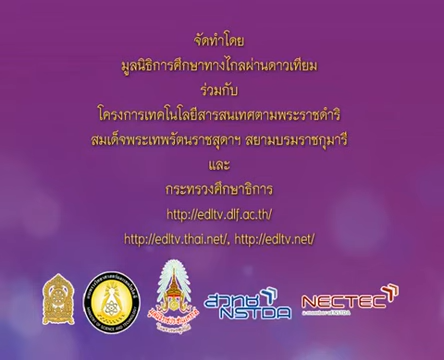 จัดทำโดย
มูลนิธิการศึกษาทางไกลผ่านดาวเทียม
ร่วมกับ
โครงการเทคโนโลยีสารสนเทศตามพระราชดำริ
สมเด็จพระเทพรัตนราชสุดาฯ สยามบรมราชกุมารี
และ
กระทรวงศึกษาธิการ
http://edltv.dlf.ac.th/
http://edltv.thai.net/, http://edltv.net/
สวทช
NSTDA
NECTEC
a member of NSTDA